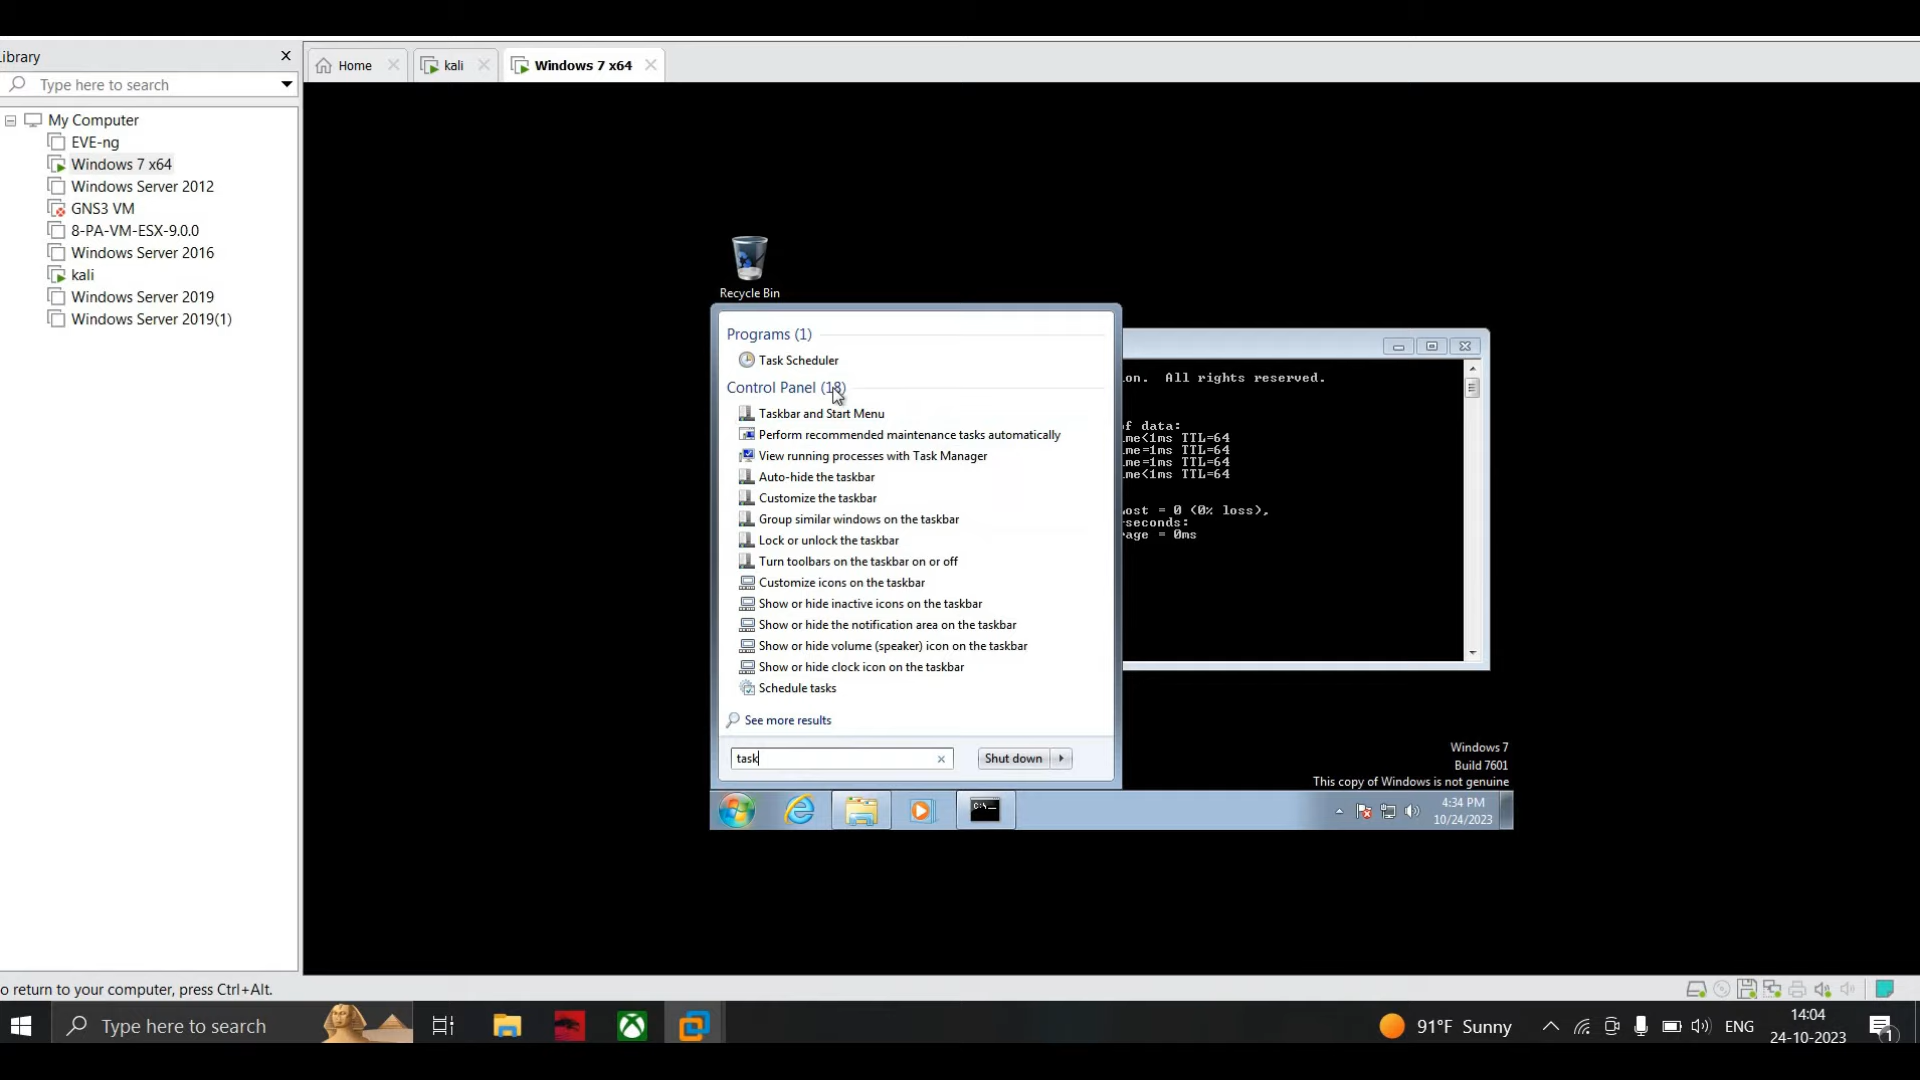 ibrary
Type here to search
My Computer
EVE-ng
Windows 7 x64
Windows Server 2012
GNS3 VM
8-PA-VM-ESX-9.0.0
Windows Server 2016
kali
Windows Server 2019
Windows Server 2019(1)
Home
kali
Windows 7 x64
Recycle Bin
Programs (1)
Task Scheduler
Control Panel (18)
Taskbar and Start Menu
Perform recommended maintenance tasks automatically
View running processes with Task Manager
Auto-hide the taskbar
Customize the taskbar
Group similar windows on the taskbar
Lock or unlock the taskbar
Turn toolbars on the taskbar on or off
Customize icons on the taskbar
Show or hide inactive icons on the taskbar
Show or hide the notification area on the taskbar
Show or hide volume (speaker) icon on the taskbar
Show or hide clock icon on the taskbar
Schedule tasks
See more results
task
Shut down
on. All rights reserved.
f data:
me<1ms TTL=64
me=1ms TTL=64
me=1ms TTL=64
me<1ms TTL=64
ost = 0 (0% loss),
seconds:
rage = 0ms
Windows 7
Build 7601
This copy of Windows is not genuine
C:\
4:34 PM
10/24/2023
o return to your computer, press Ctrl+Alt.
Type here to search
91°F Sunny
ENG
14:04
24-10-2023
1